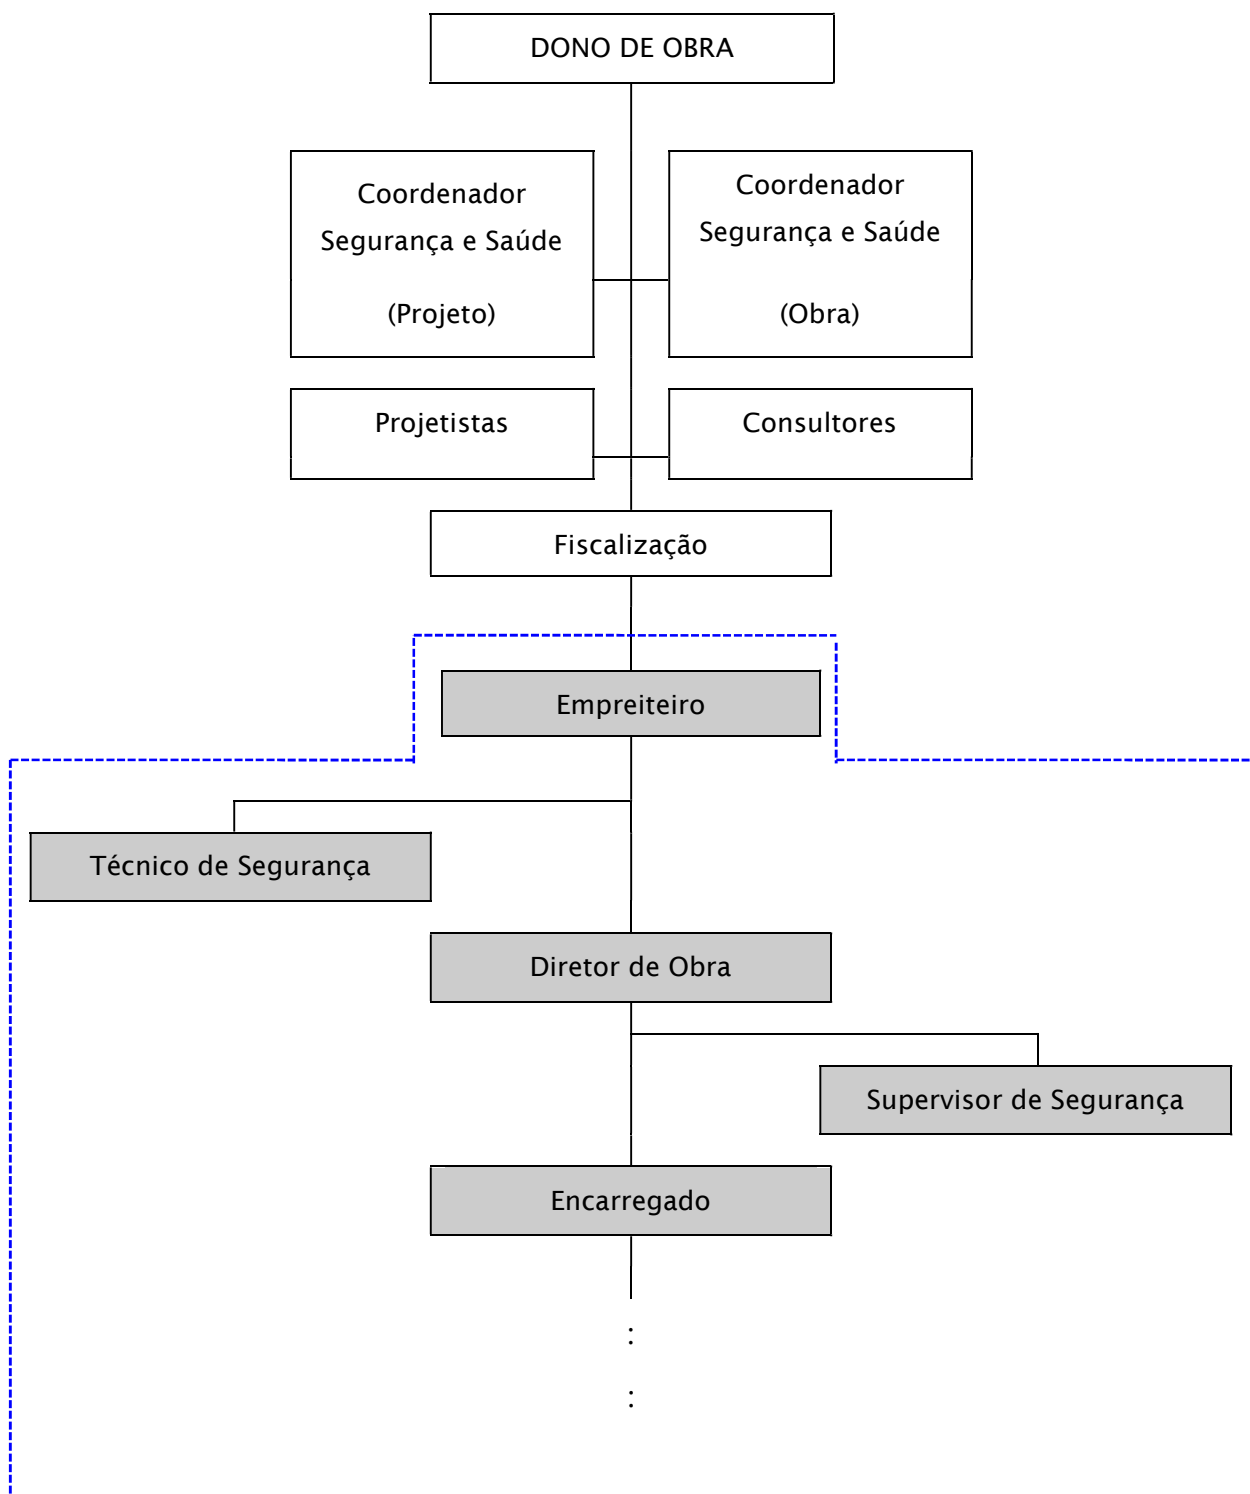 DONO DE OBRA
Coordenador
Segurança e Saúde
(Projeto)
Coordenador
Segurança e Saúde
(Obra)
Projetistas
Consultores
Fiscalização
Empreiteiro
Técnico de Segurança
Diretor de Obra
Supervisor de Segurança
Encarregado
:
: